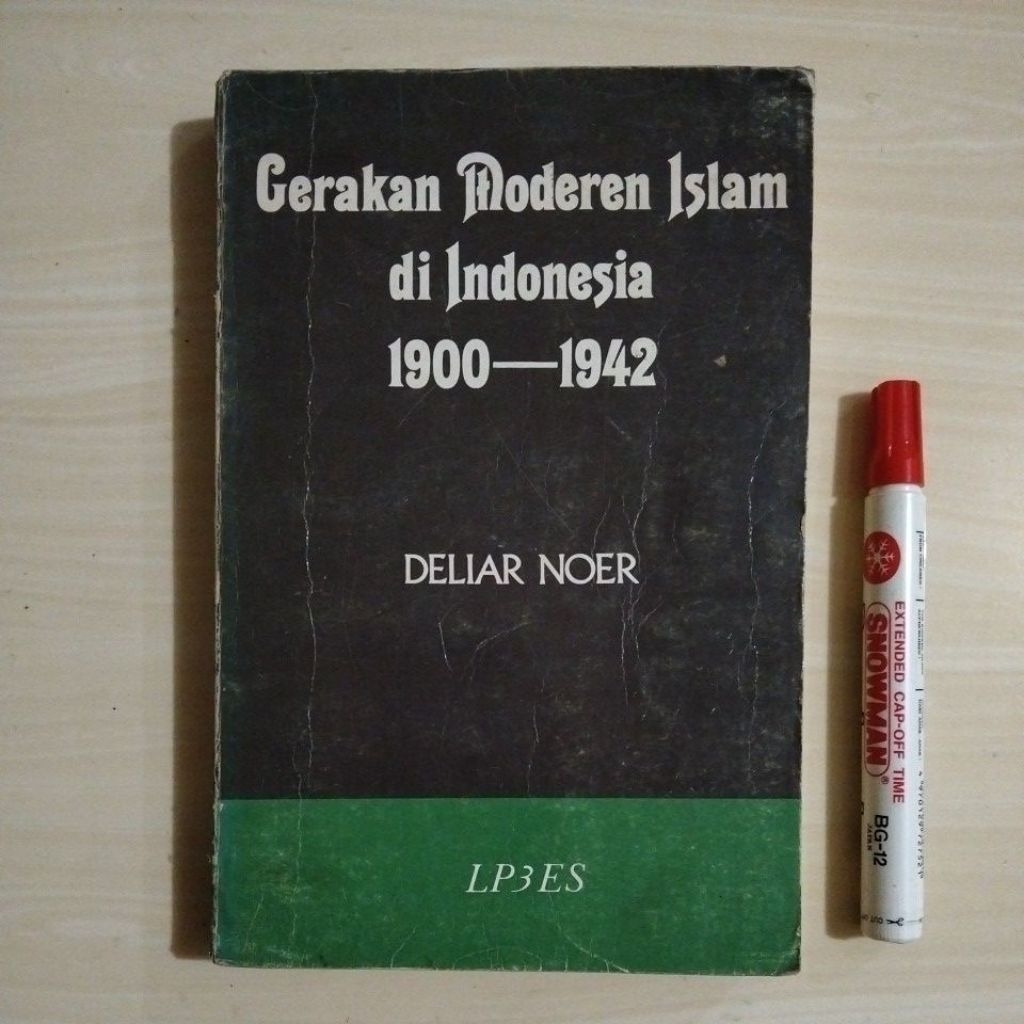 Gerakan Moderen Islam
di Indonesia
1900—1942
DELIAR NOER
LP3ES
EXTENDED CAP-OFF TIME
SNOWMAN®
BG-12